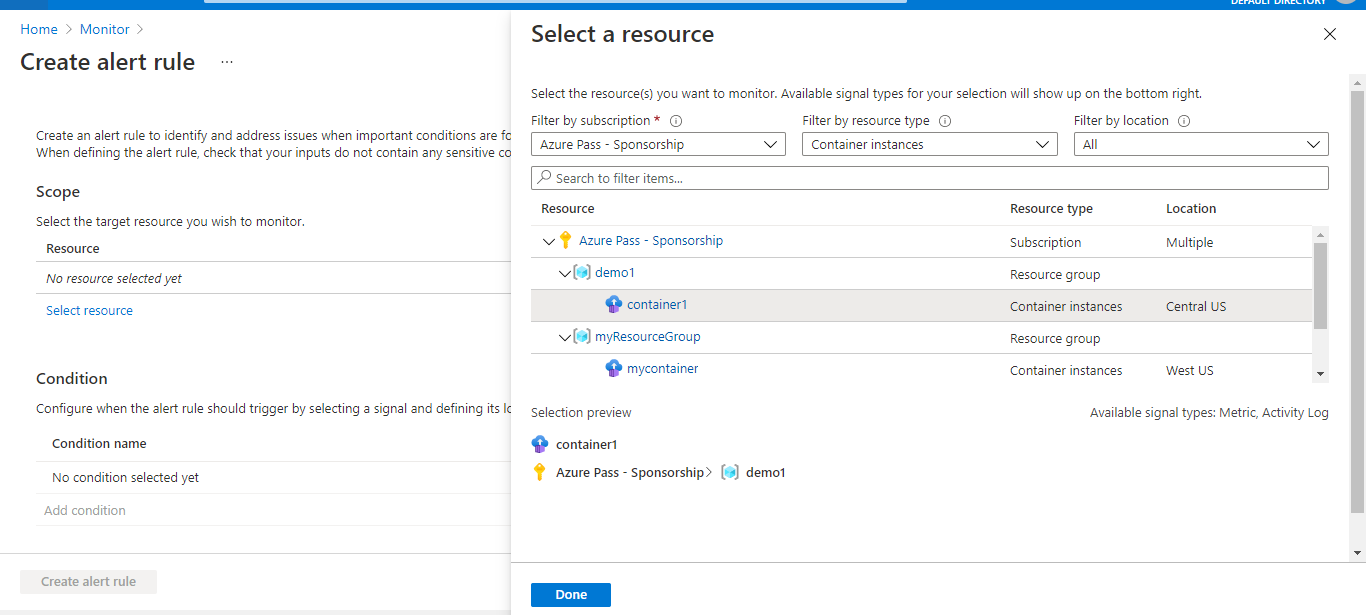 DEFAULT DIRECTORY
Home > Monitor >
Create alert rule ...
Create an alert rule to identify and address issues when important conditions are fo
When defining the alert rule, check that your inputs do not contain any sensitive co
Scope
Select the target resource you wish to monitor.
Resource
No resource selected yet
Select resource
Condition
Configure when the alert rule should trigger by selecting a signal and defining its lo
Condition name
No condition selected yet
Add condition
Create alert rule
Select a resource
Select the resource(s) you want to monitor. Available signal types for your selection will show up on the bottom right.
Filter by subscription * Filter by resource type Filter by location
Azure Pass - Sponsorship Container instances All
Search to filter items...
Resource Resource type Location
Azure Pass - Sponsorship Subscription Multiple
demo1 Resource group
container1 Container instances Central US
myResourceGroup Resource group
mycontainer Container instances West US
Selection preview Available signal types: Metric, Activity Log
container1
Azure Pass - Sponsorship> demo1
Done